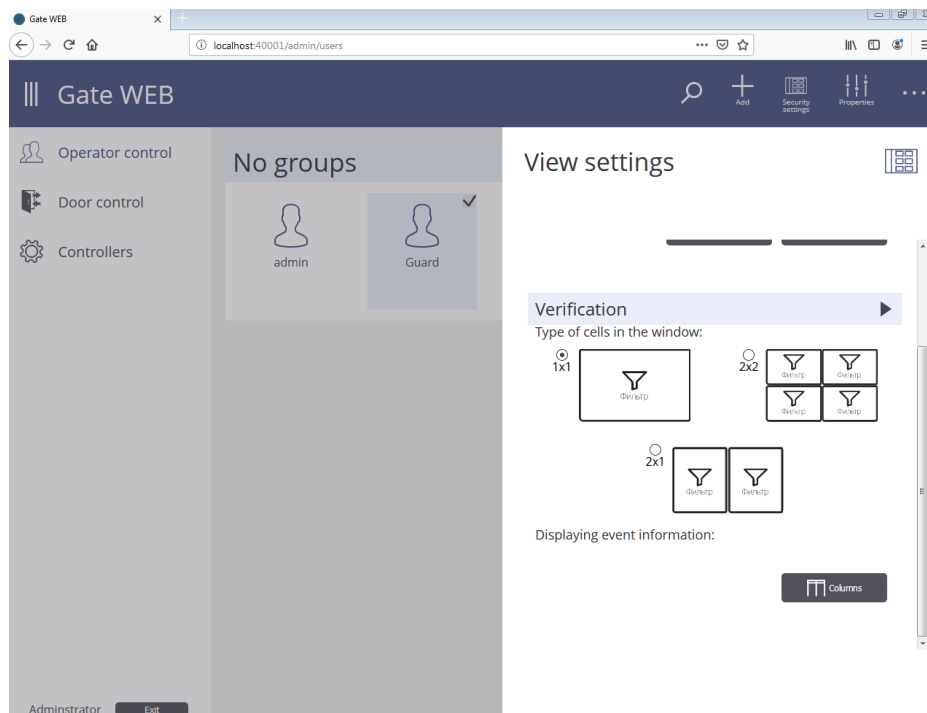 Gate WEB
localhost:40001/admin/users
Gate WEB
Add
Security settings
Properties
Operator control
Door control
Controllers
No groups
admin
Guard
View settings
Verification
Type of cells in the window:
1x1
Фильтр
2x2
Фильтр
Фильтр
Фильтр
Фильтр
2x1
Фильтр
Фильтр
Displaying event information:
Columns
Adminstrator
Exit